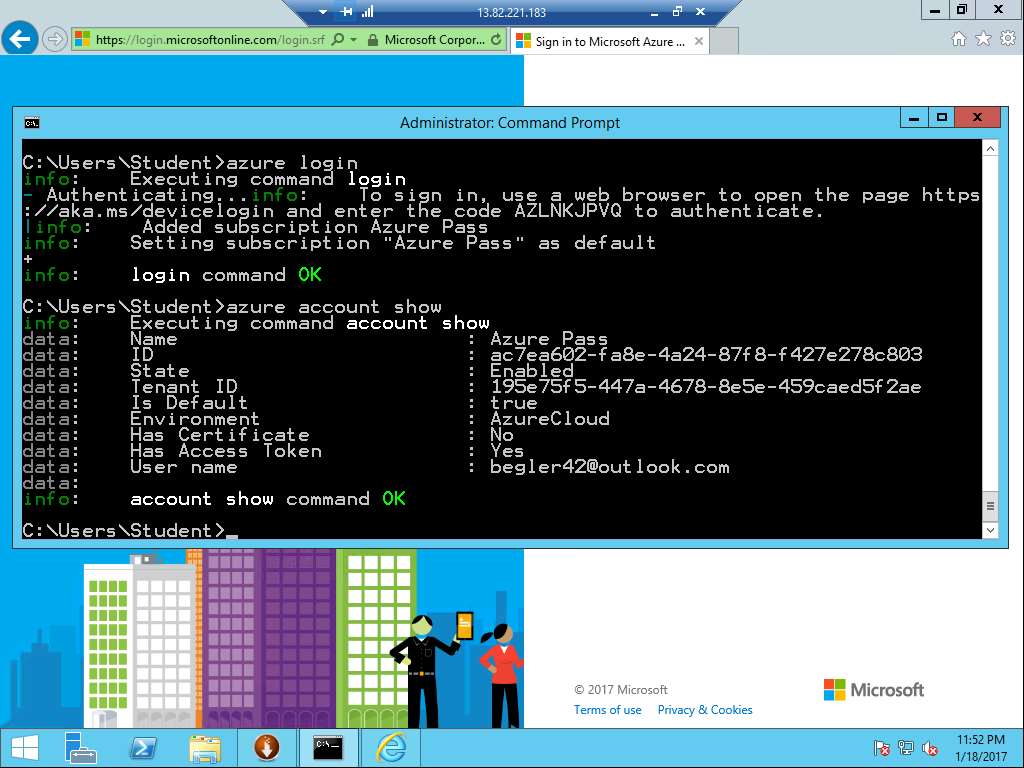 13.82.221.183
https://login.microsoftonline.com/login.srf
Microsoft Corpor...
Sign in to Microsoft Azure ...
Administrator: Command Prompt
C:\Users\Student>azure login
info:    Executing command login
- Authenticating...info:    To sign in, use a web browser to open the page https
://aka.ms/devicelogin and enter the code AZLNKJPVQ to authenticate.
|info:    Added subscription Azure Pass
info:    Setting subscription "Azure Pass" as default
+
info:    login command OK
C:\Users\Student>azure account show
info:    Executing command account show
data:    Name                        : Azure Pass
data:    ID                          : ac7ea602-fa8e-4a24-87f8-f427e278c803
data:    State                       : Enabled
data:    Tenant ID                   : 195e75f5-447a-4678-8e5e-459caed5f2ae
data:    Is Default                  : true
data:    Environment                 : AzureCloud
data:    Has Certificate             : No
data:    Has Access Token            : Yes
data:    User name                   : begler42@outlook.com
data:
info:    account show command OK
C:\Users\Student>_
© 2017 Microsoft
Terms of use    Privacy & Cookies
Microsoft
11:52 PM
1/18/2017